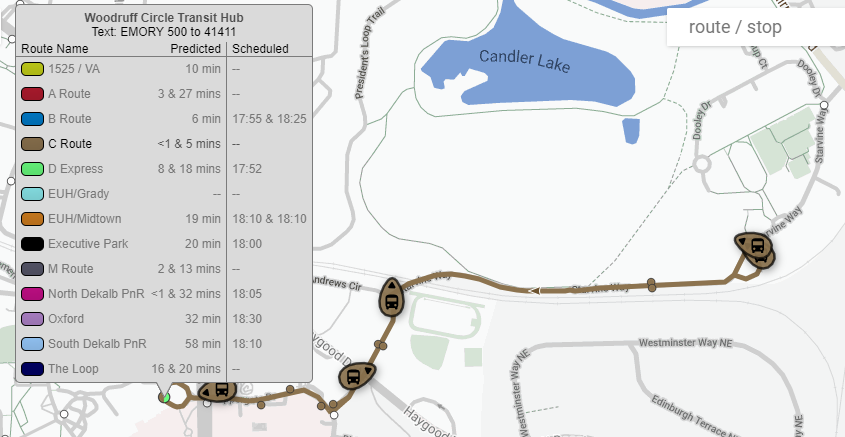 Woodruff Circle Transit Hub
Text: EMORY 500 to 41411
Route Name Predicted Scheduled
1525 / VA 10 min --
A Route 3 & 27 mins --
B Route 6 min 17:55 & 18:25
C Route <1 & 5 mins --
D Express 8 & 18 mins 17:52
EUH/Grady -- --
EUH/Midtown 19 min 18:10 & 18:10
Executive Park 20 min 18:00
M Route 2 & 13 mins --
North Dekalb PnR <1 & 32 mins 18:05
Oxford 32 min 18:30
South Dekalb PnR 58 min 18:10
The Loop 16 & 20 mins --
route / stop
President's Loop Trail
Candler Lake
Dooley Dr
Dooley Dr
Starvine Way
Starvine Way
Andrews Cir
Westminster Way NE
Westminster Way NE
Edinburgh Terrace NE
Way NE
Haygood